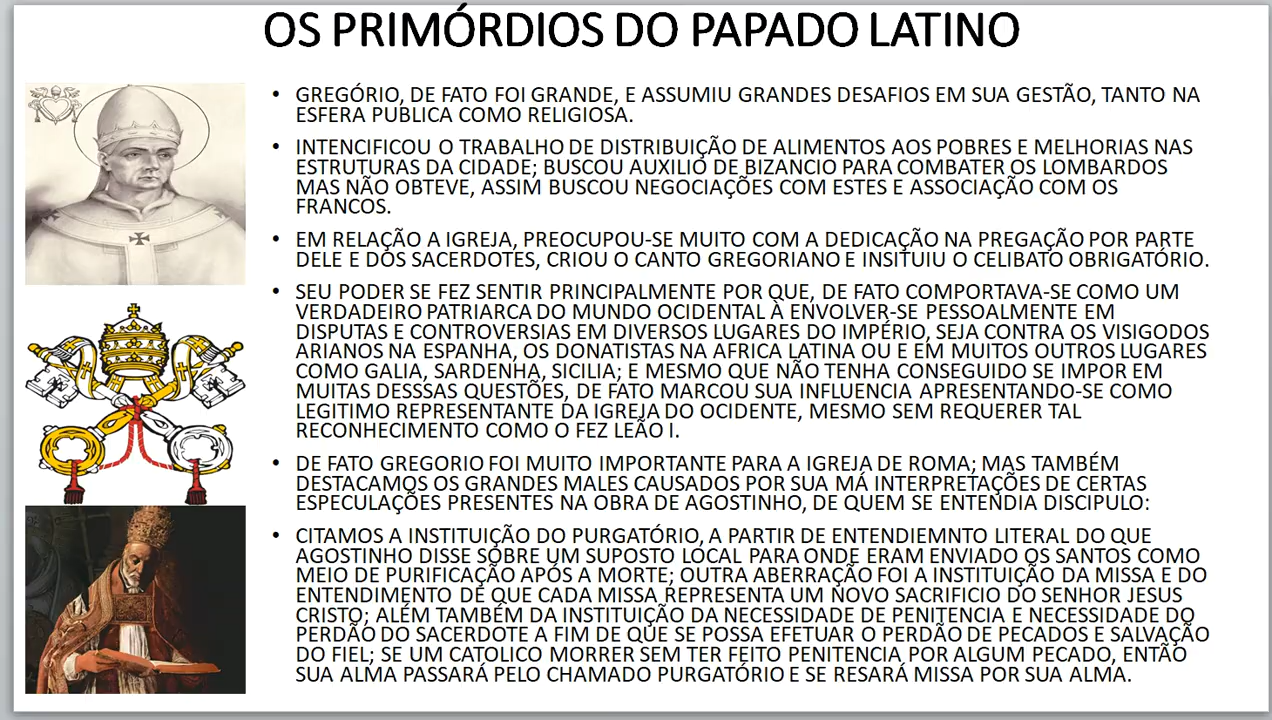 OS PRIMÓRDIOS DO PAPADO LATINO
• GREGÓRIO, DE FATO FOI GRANDE, E ASSUMIU GRANDES DESAFIOS EM SUA GESTÃO, TANTO NA
ESFERA PUBLICA COMO RELIGIOSA.
• INTENCIFICOU O TRABALHO DE DISTRIBUIÇÃO DE ALIMENTOS AOS POBRES E MELHORIAS NAS
ESTRUTURAS DA CIDADE; BUSCOU AUXILIO DE BIZANCIO PARA COMBATER OS LOMBARDOS
MAS NÃO OBTEVE, ASSIM BUSCOU NEGOCIAÇÕES COM ESTES E ASSOCIAÇÃO COM OS
FRANCOS.
• EM RELAÇÃO A IGREJA, PREOCUPOU-SE MUITO COM A DEDICAÇÃO NA PREGAÇÃO POR PARTE
DELE E DOS SACERDOTES, CRIOU O CANTO GREGORIANO E INSITUIU O CELIBATO OBRIGATÓRIO.
• SEU PODER SE FEZ SENTIR PRINCIPALMENTE POR QUE, DE FATO COMPORTAVA-SE COMO UM
VERDADEIRO PATRIARCA DO MUNDO OCIDENTAL À ENVOLVER-SE PESSOALMENTE EM
DISPUTAS E CONTROVERSIAS EM DIVERSOS LUGARES DO IMPÉRIO, SEJA CONTRA OS VISIGODOS
ARIANOS NA ESPANHA, OS DONATISTAS NA AFRICA LATINA OU E EM MUITOS OUTROS LUGARES
COMO GALIA, SARDENHA, SICILIA; E MESMO QUE NÃO TENHA CONSEGUIDO SE IMPOR EM
MUITAS DESSSAS QUESTÕES, DE FATO MARCOU SUA INFLUENCIA APRESENTANDO-SE COMO
LEGITIMO REPRESENTANTE DA IGREJA DO OCIDENTE, MESMO SEM REQUERER TAL
RECONHECIMENTO COMO O FEZ LEÃO I.
• DE FATO GREGORIO FOI MUITO IMPORTANTE PARA A IGREJA DE ROMA; MAS TAMBÉM
DESTACAMOS OS GRANDES MALES CAUSADOS POR SUA MÁ INTERPRETAÇÕES DE CERTAS
ESPECULAÇÕES PRESENTES NA OBRA DE AGOSTINHO, DE QUEM SE ENTENDIA DISCIPULO:
• CITAMOS A INSTITUIÇÃO DO PURGATÓRIO, A PARTIR DE ENTENDIEMNTO LITERAL DO QUE
AGOSTINHO DISSE SOBRE UM SUPOSTO LOCAL PARA ONDE ERAM ENVIADO OS SANTOS COMO
MEIO DE PURIFICAÇÃO APÓS A MORTE; OUTRA ABERRAÇÃO FOI A INSTITUIÇÃO DA MISSA E DO
ENTENDIMENTO DE QUE CADA MISSA REPRESENTA UM NOVO SACRIFICIO DO SENHOR JESUS
CRISTO; ALÉM TAMBÉM DA INSTITUIÇÃO DA NECESSIDADE DE PENITENCIA E NECESSIDADE DO
PERDÃO DO SACERDOTE A FIM DE QUE SE POSSA EFETUAR O PERDÃO DE PECADOS E SALVAÇÃO
DO FIEL; SE UM CATOLICO MORRER SEM TER FEITO PENITENCIA POR ALGUM PECADO, ENTÃO
SUA ALMA PASSARÁ PELO CHAMADO PURGATÓRIO E SE RESARÁ MISSA POR SUA ALMA.